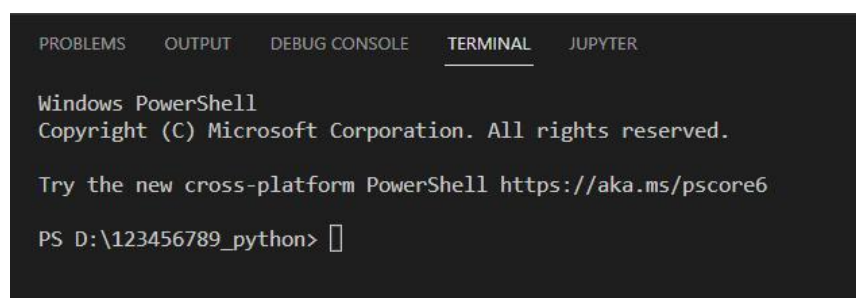 PROBLEMS OUTPUT DEBUG CONSOLE TERMINAL JUPYTER
Windows PowerShell
Copyright (C) Microsoft Corporation. All rights reserved.
Try the new cross-platform PowerShell https://aka.ms/pscore6
PS D:\123456789_python>